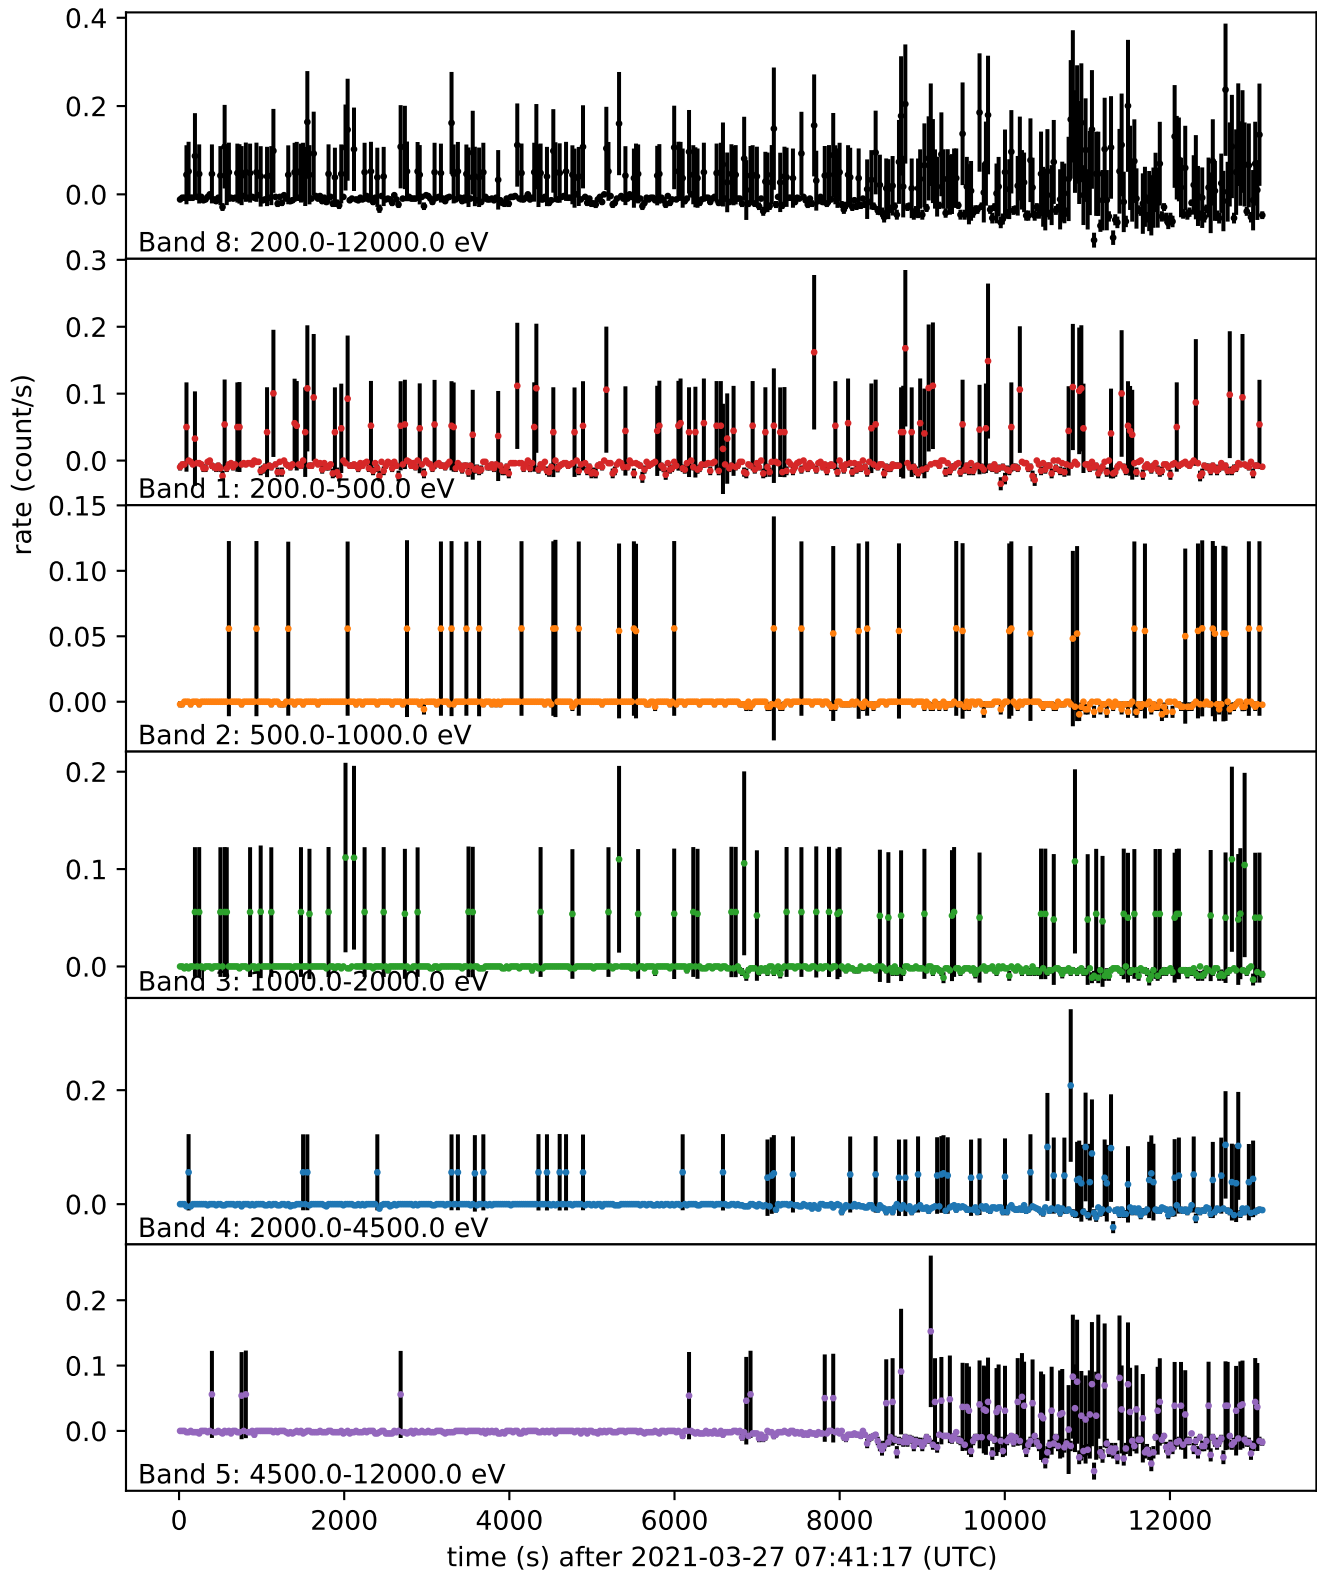 0.4
0.2
0.0
Band 8: 200.0-12000.0 eV
0.3
0.2
0.1
0.0
Band 1: 200.0-500.0 eV
rate (count/s)
0.15
0.10
0.05
0.00
Band 2: 500.0-1000.0 eV
0.2
0.1
0.0
Band 3: 1000.0-2000.0 eV
0.2
0.0
Band 4: 2000.0-4500.0 eV
0.2
0.1
0.0
Band 5: 4500.0-12000.0 eV
0 2000 4000 6000 8000 10000 12000
time (s) after 2021-03-27 07:41:17 (UTC)